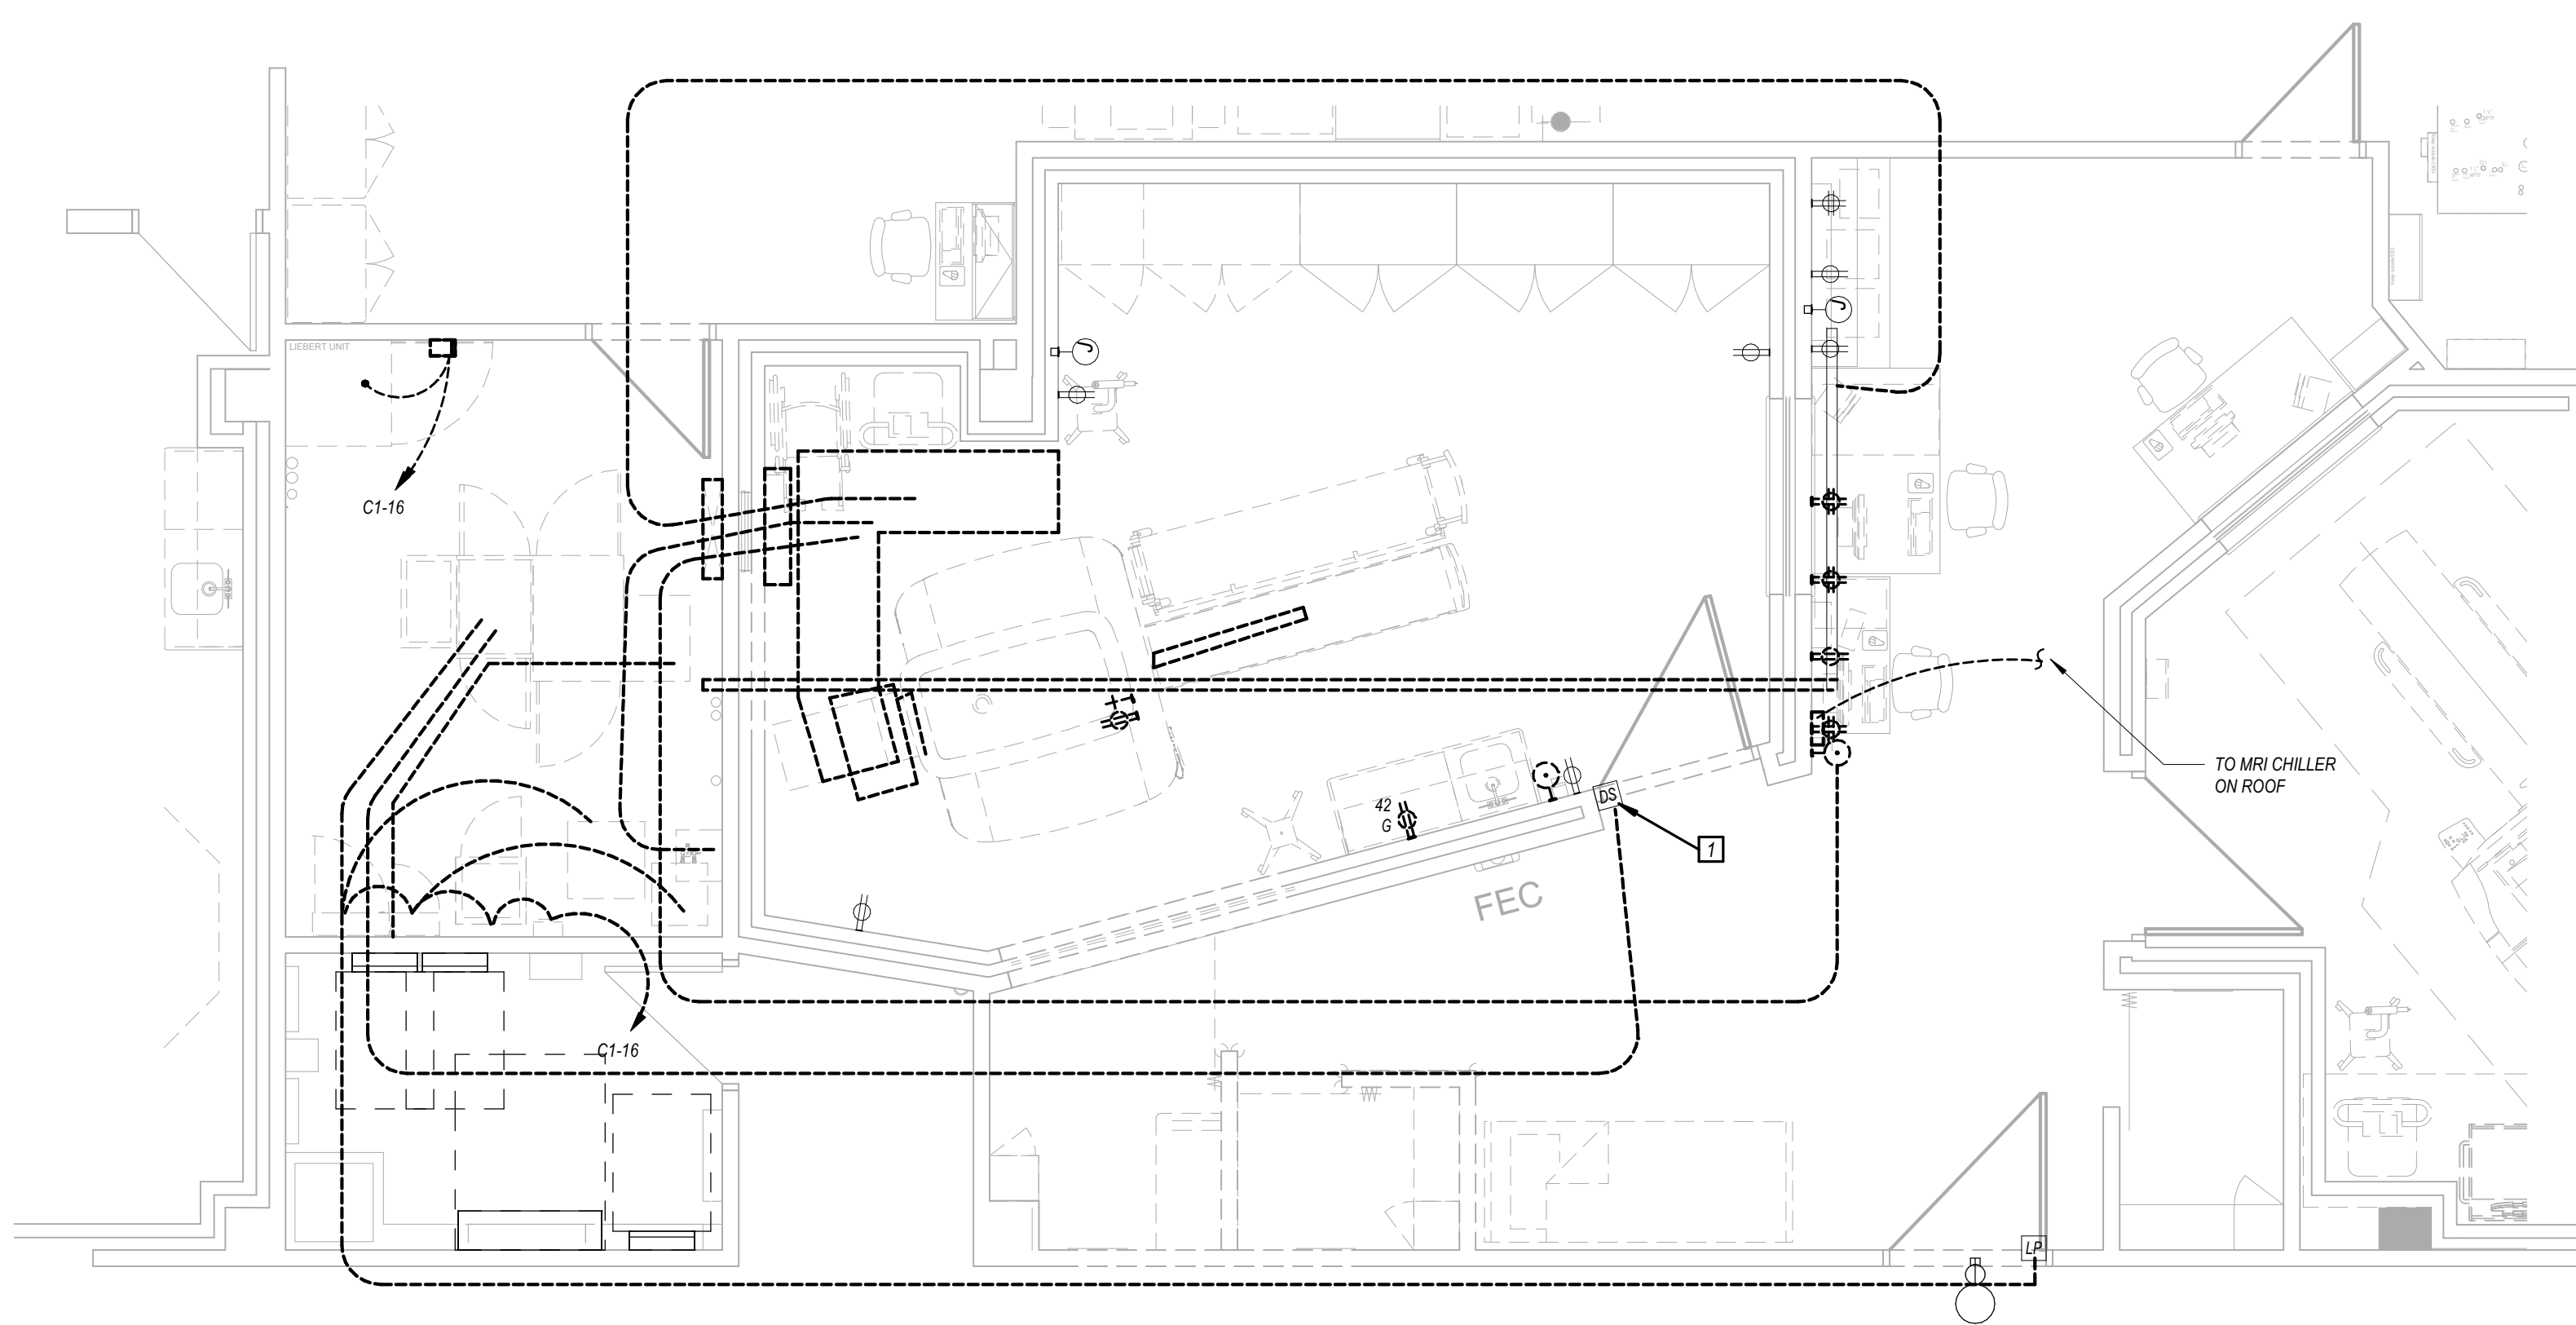 LIEBERT UNIT
J
J
C1-16
TO MRI CHILLER
ON ROOF
DS
42
G
1
FEC
C1-16
LP